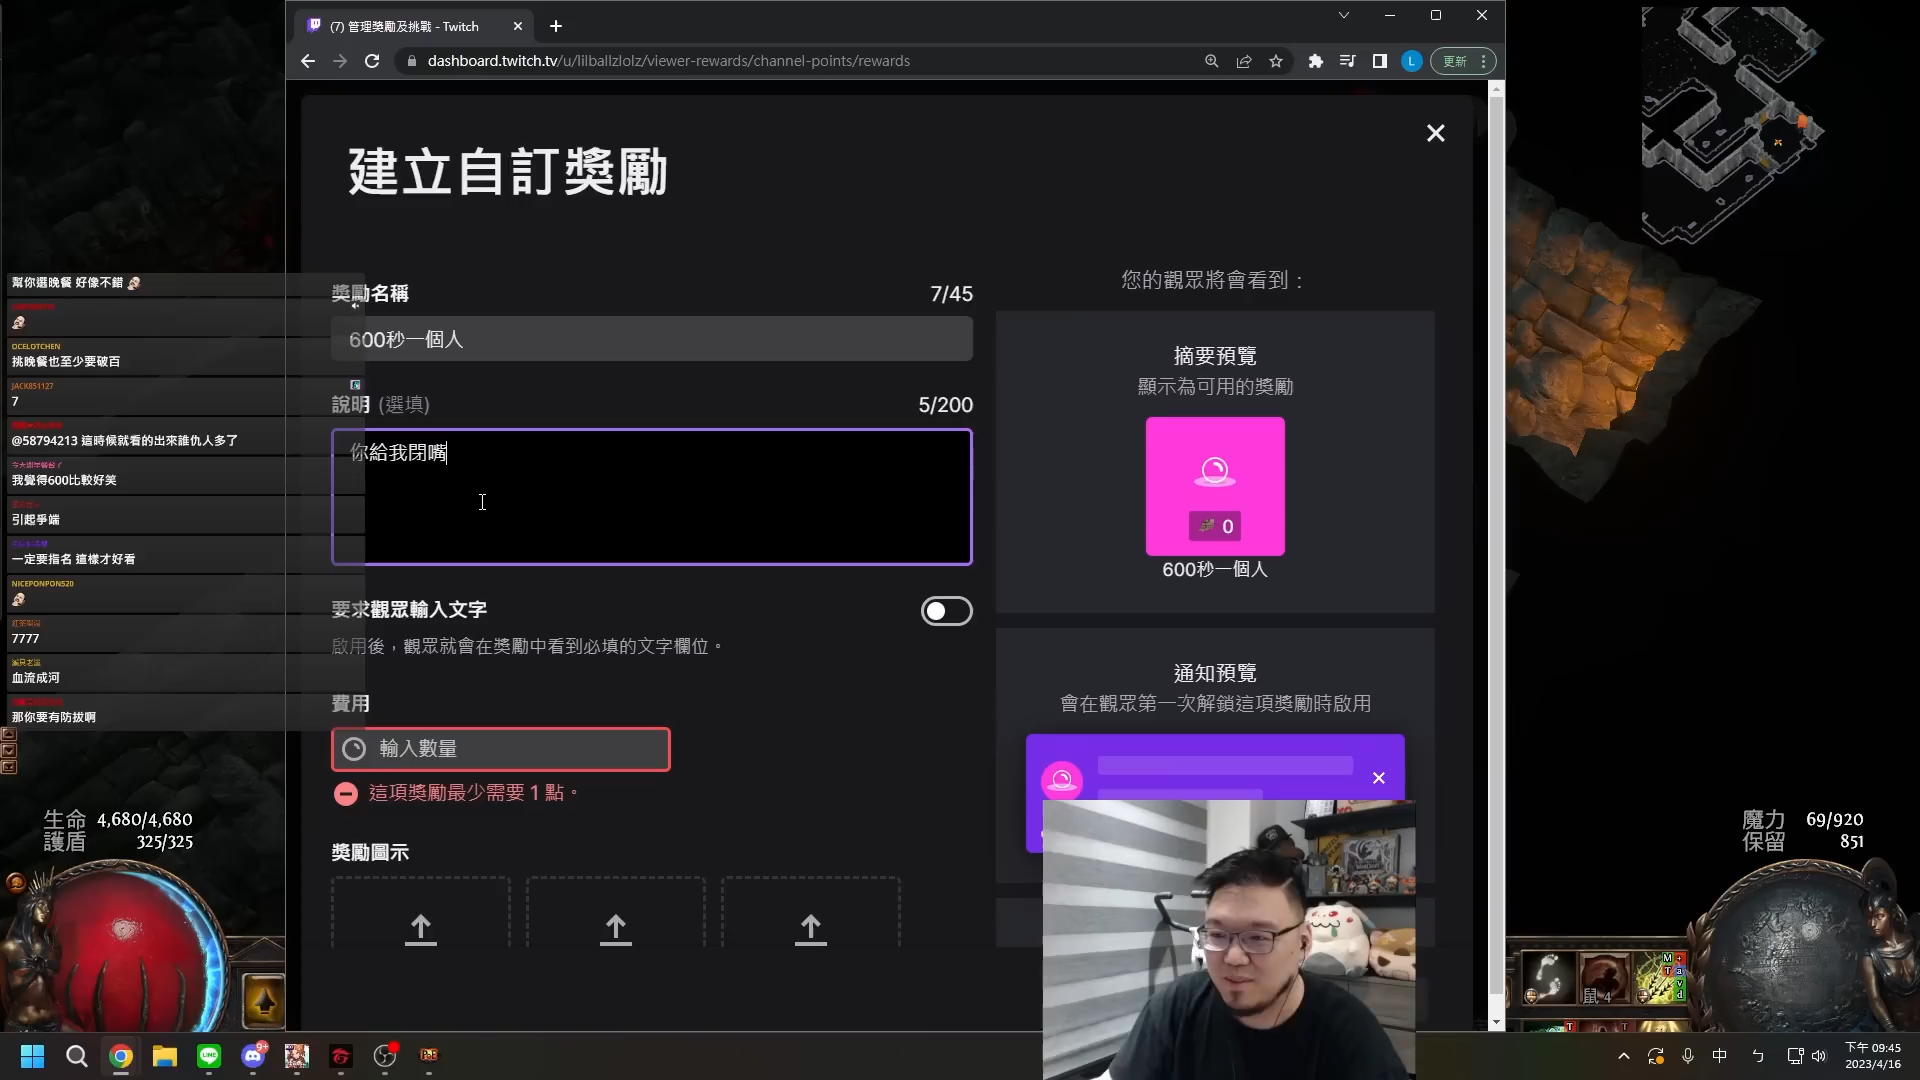 (7) 管理獎勵及挑戰 - Twitch
dashboard.twitch.tv/u/lilballzlolz/viewer-rewards/channel-points/rewards
L
更新
建立自訂獎勵
獎勵名稱
7/45
600秒一個人
說明 (選填)
5/200
你給我閉嘴
要求觀眾輸入文字
啟用後，觀眾就會在獎勵中看到必填的文字欄位。
費用
輸入數量
這項獎勵最少需要 1 點。
獎勵圖示
您的觀眾將會看到：
摘要預覽
顯示為可用的獎勵
0
600秒一個人
通知預覽
會在觀眾第一次解鎖這項獎勵時啟用
幫你選晚餐 好像不錯
OCELOTCHEN
挑晚餐也至少要破百
JACK851127
7
@58794213 這時候就看的出來誰仇人多了
我覺得600比較好笑
引起爭端
一定要指名 這樣才好看
NICEPONPON520
7777
血流成河
那你要有防拔啊
生命 4,680/4,680
護盾 325/325
魔力 69/920
保留 851
鼠 4
9+
中
下午 09:45
2023/4/16